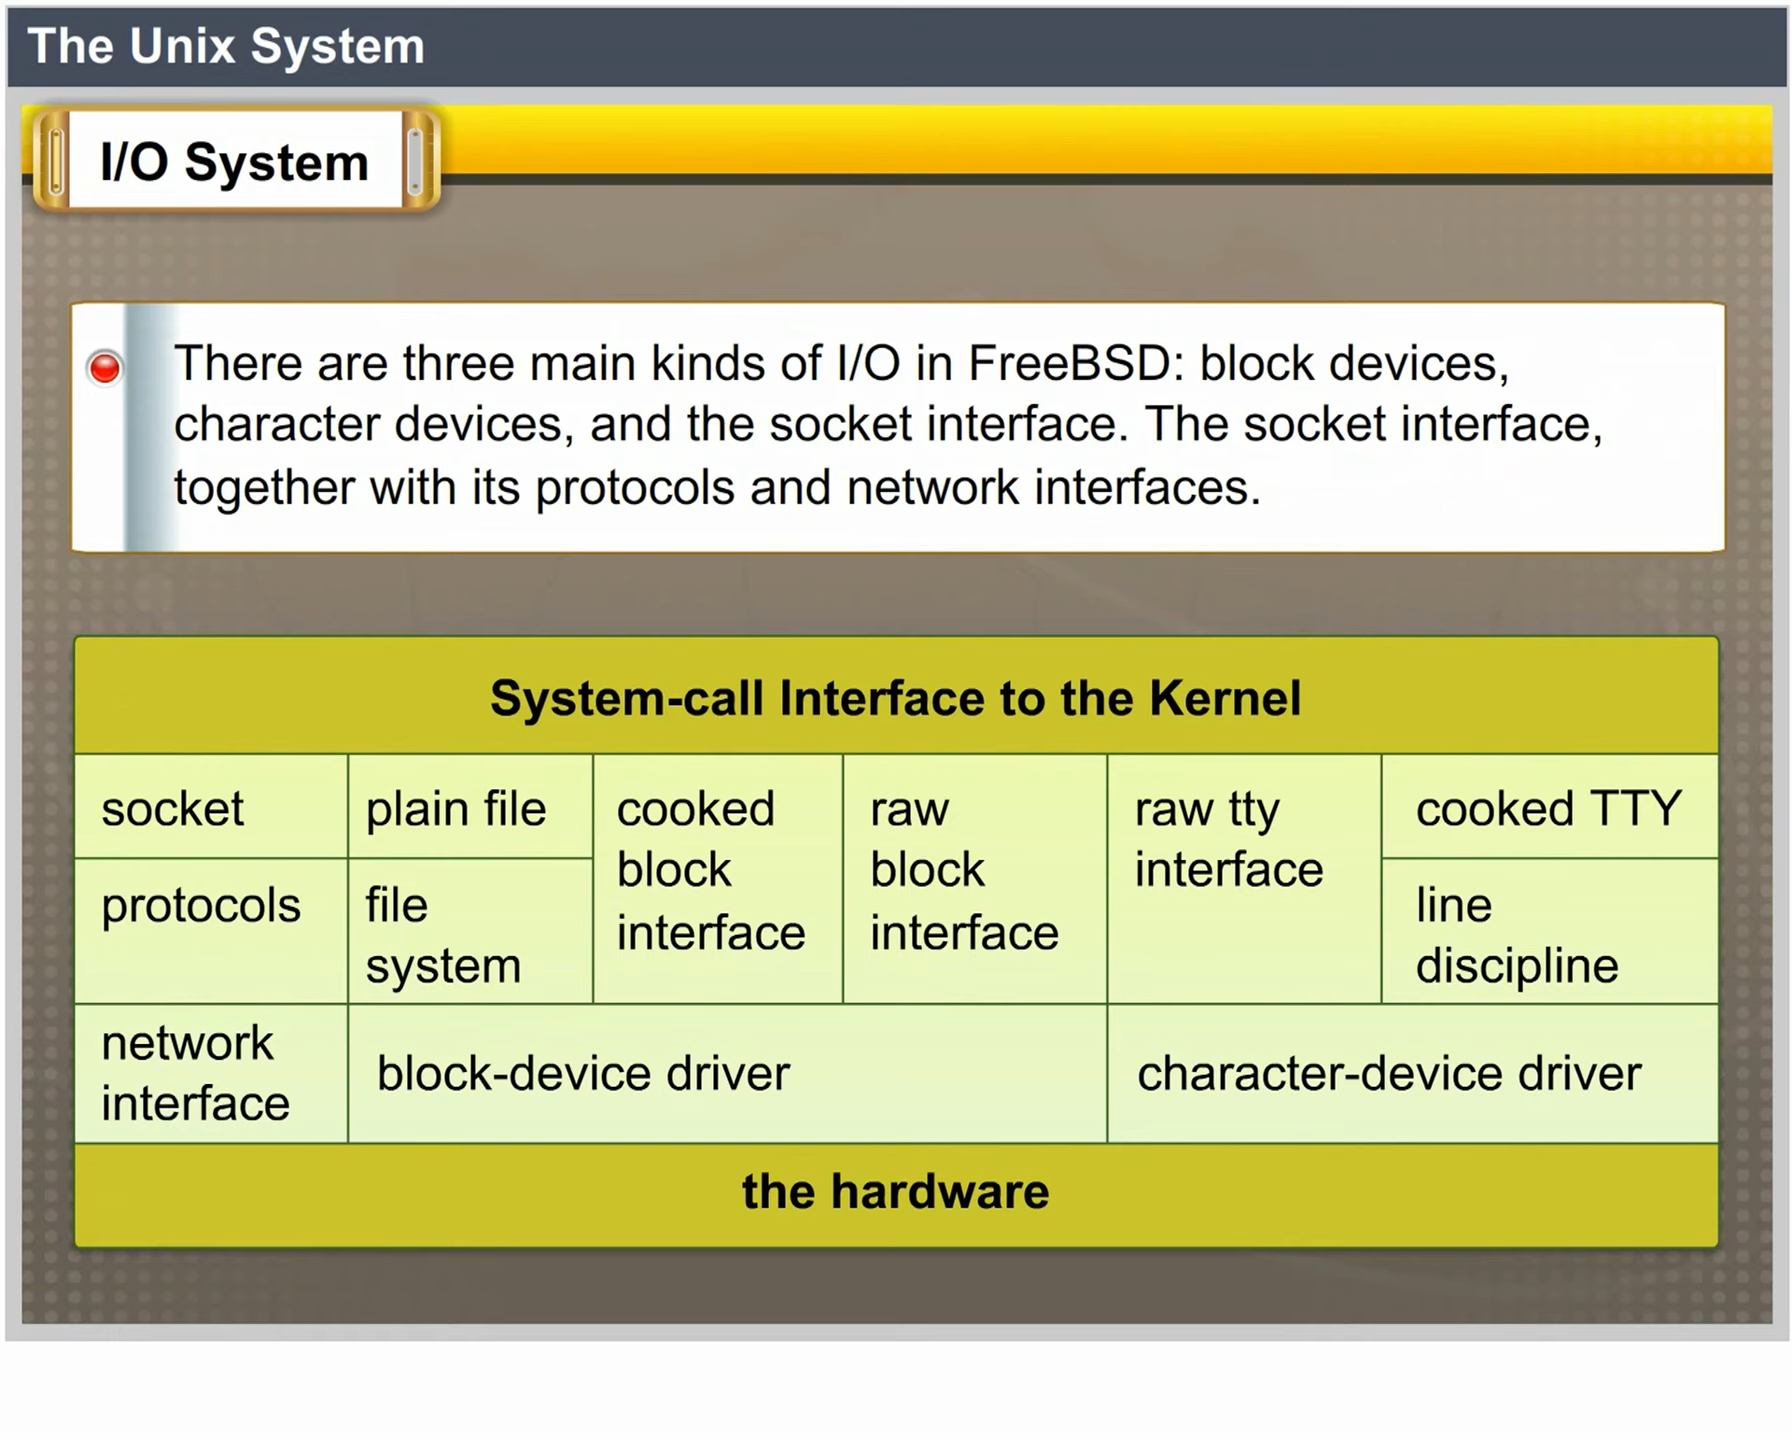 The Unix System
I/O System
There are three main kinds of I/O in FreeBSD: block devices,
character devices, and the socket interface. The socket interface,
together with its protocols and network interfaces.
System-call Interface to the Kernel
socket
plain file
cooked
block
interface
raw
block
interface
raw tty
interface
cooked TTY
protocols
file
system
line
discipline
network
interface
block-device driver
character-device driver
the hardware